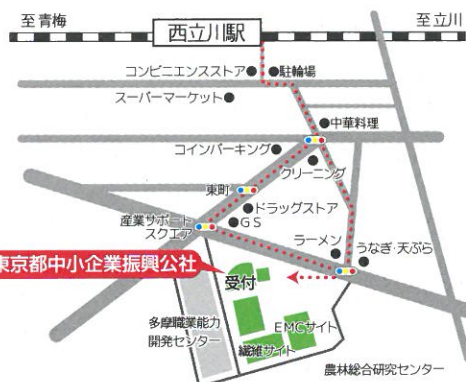 至青梅
至立川
西立川駅
コンビニエンスストア
駐輪場
スーパーマーケット
中華料理
コインパーキング
クリーニング
東町
ドラッグストア
産業サポート
スクエア
GS
ラーメン
うなぎ・天ぷら
東京都中小企業振興公社
受付
多摩職業能力
開発センター
EMCサイト
繊維サイト
農林総合研究センター